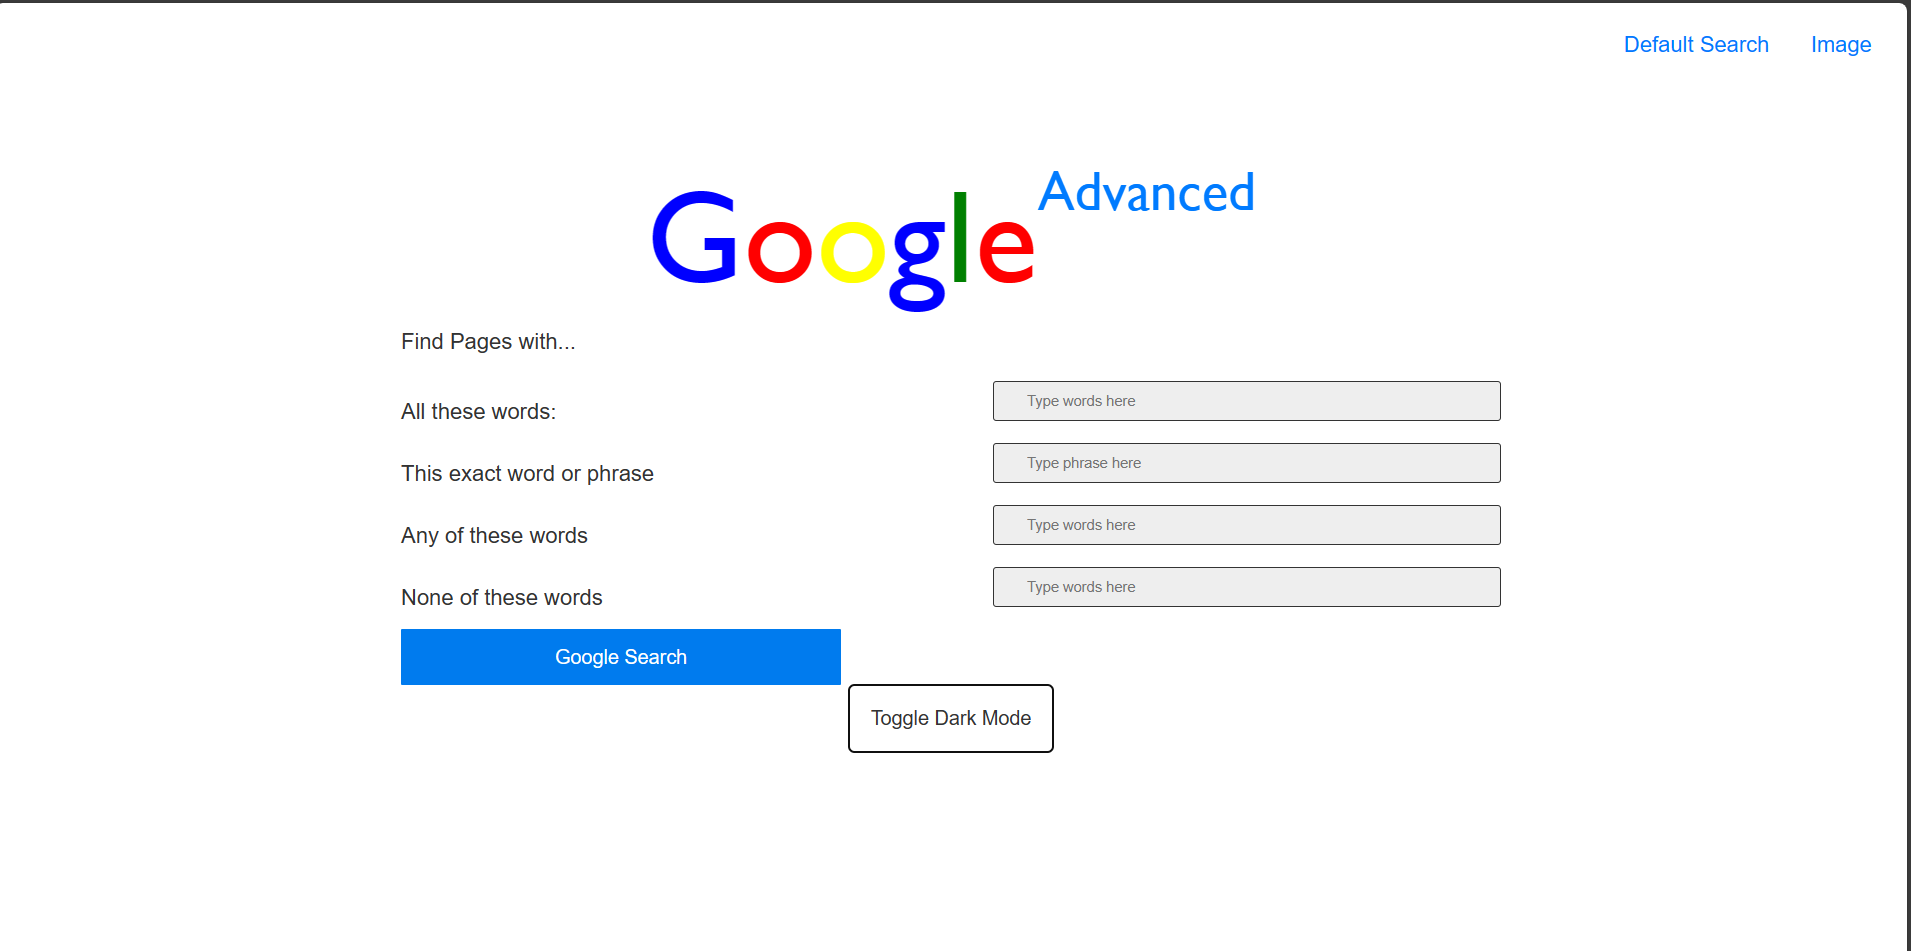 Default Search Image
Google Advanced
Find Pages with...
All these words: Type words here
This exact word or phrase Type phrase here
Any of these words Type words here
None of these words Type words here
Google Search
Toggle Dark Mode